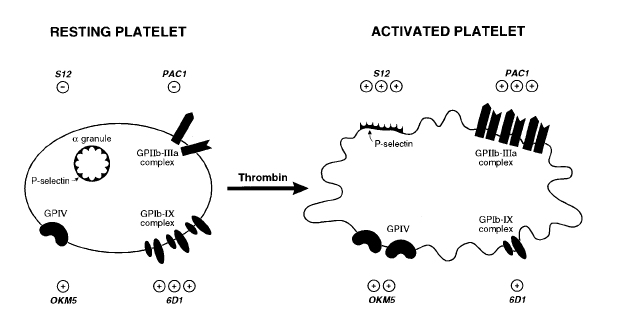 RESTING PLATELET
ACTIVATED PLATELET
S12
PAC1
S12
PAC1
α granule
P-selectin
GPIIb-IIIa
complex
GPIV
GPIb-IX
complex
Thrombin
P-selectin
GPIIb-IIIa
complex
GPIV
GPIb-IX
complex
OKM5
6D1
OKM5
6D1